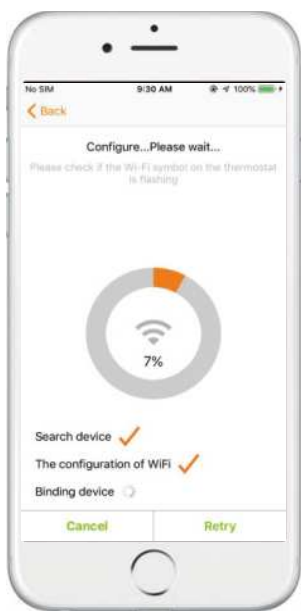 No SIM 9:30 AM 100%
Back
Configure...Please wait...
Please check if the Wi-Fi symbol on the thermostat
is flashing
7%
Search device
The configuration of WiFi
Binding device
Cancel Retry